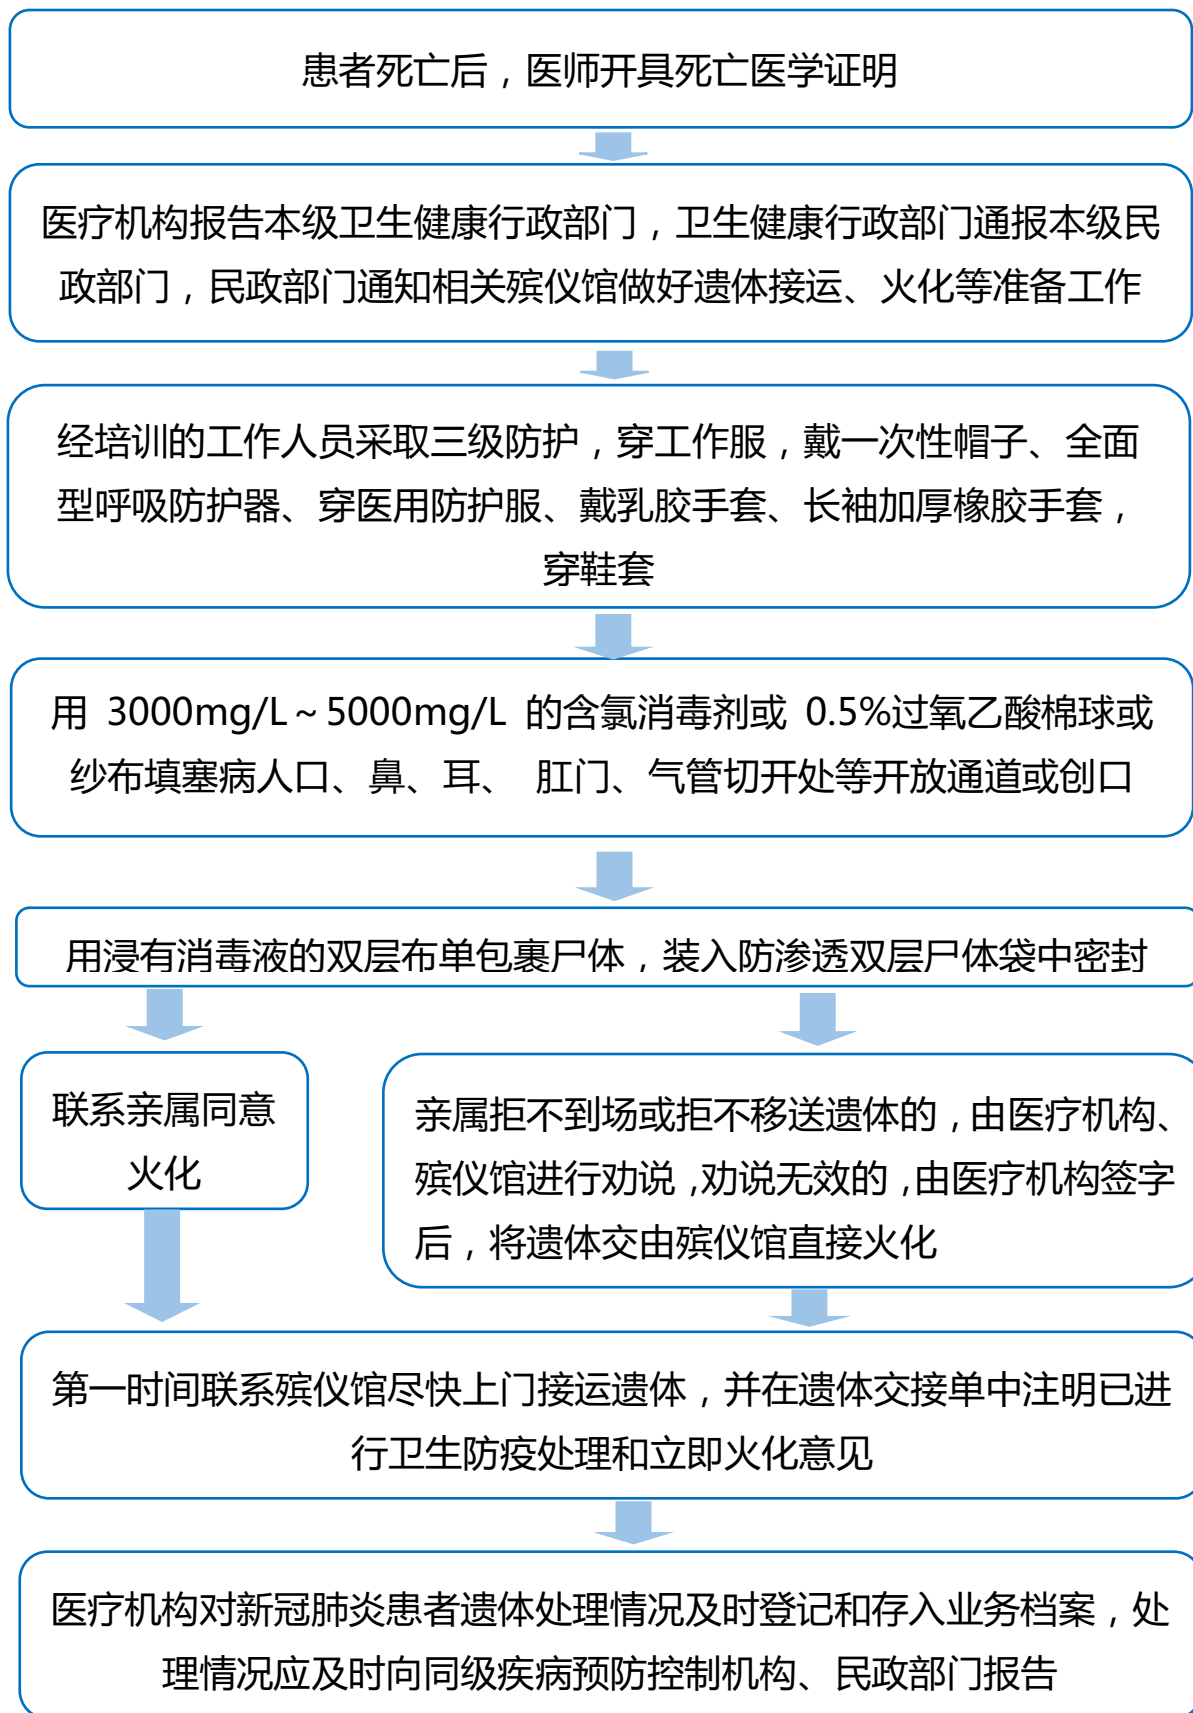 患者死亡后，医师开具死亡医学证明
医疗机构报告本级卫生健康行政部门，卫生健康行政部门通报本级民
政部门，民政部门通知相关殡仪馆做好遗体接运、火化等准备工作
经培训的工作人员采取三级防护，穿工作服，戴一次性帽子、全面
型呼吸防护器、穿医用防护服、戴乳胶手套、长袖加厚橡胶手套，
穿鞋套
用 3000mg/L～5000mg/L 的含氯消毒剂或 0.5%过氧乙酸棉球或
纱布填塞病人口、鼻、耳、 肛门、气管切开处等开放通道或创口
用浸有消毒液的双层布单包裹尸体，装入防渗透双层尸体袋中密封
联系亲属同意
火化
亲属拒不到场或拒不移送遗体的，由医疗机构、
殡仪馆进行劝说，劝说无效的，由医疗机构签字
后，将遗体交由殡仪馆直接火化
第一时间联系殡仪馆尽快上门接运遗体，并在遗体交接单中注明已进
行卫生防疫处理和立即火化意见
医疗机构对新冠肺炎患者遗体处理情况及时登记和存入业务档案，处
理情况应及时向同级疾病预防控制机构、民政部门报告